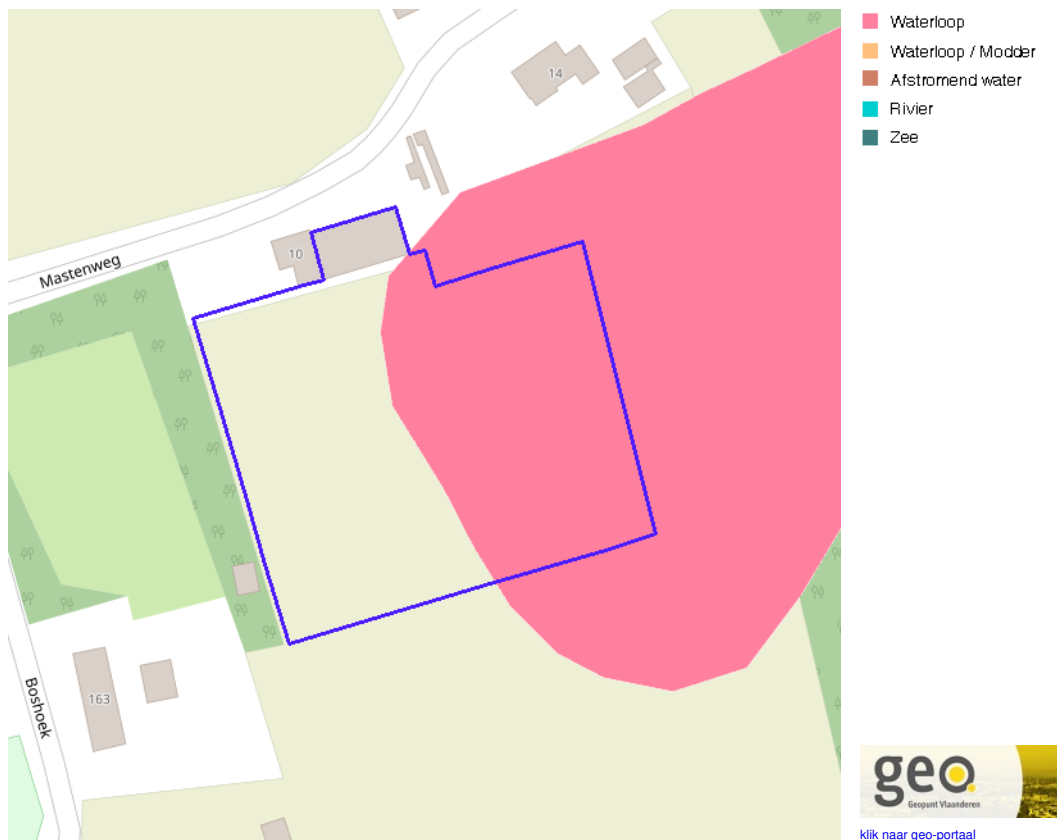 Waterloop
Waterloop / Modder
Afstromend water
Rivier
Zee
14
10
Mastenweg
163
Boshoek
geo.
Geopunt Vlaanderen
klik naar geo-portaal